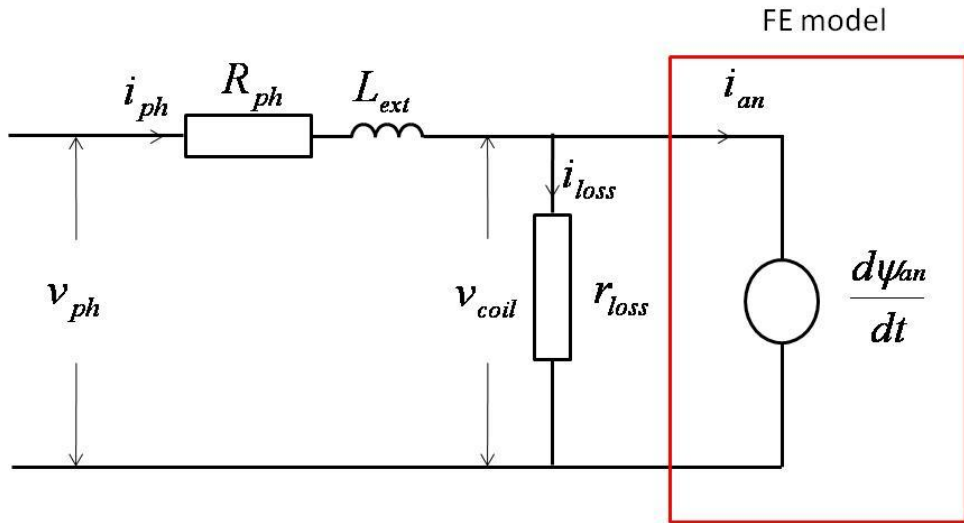 FE model
i_ph
R_ph
L_ext
i_an
i_loss
v_ph
v_coil
r_loss
dψ_an
dt